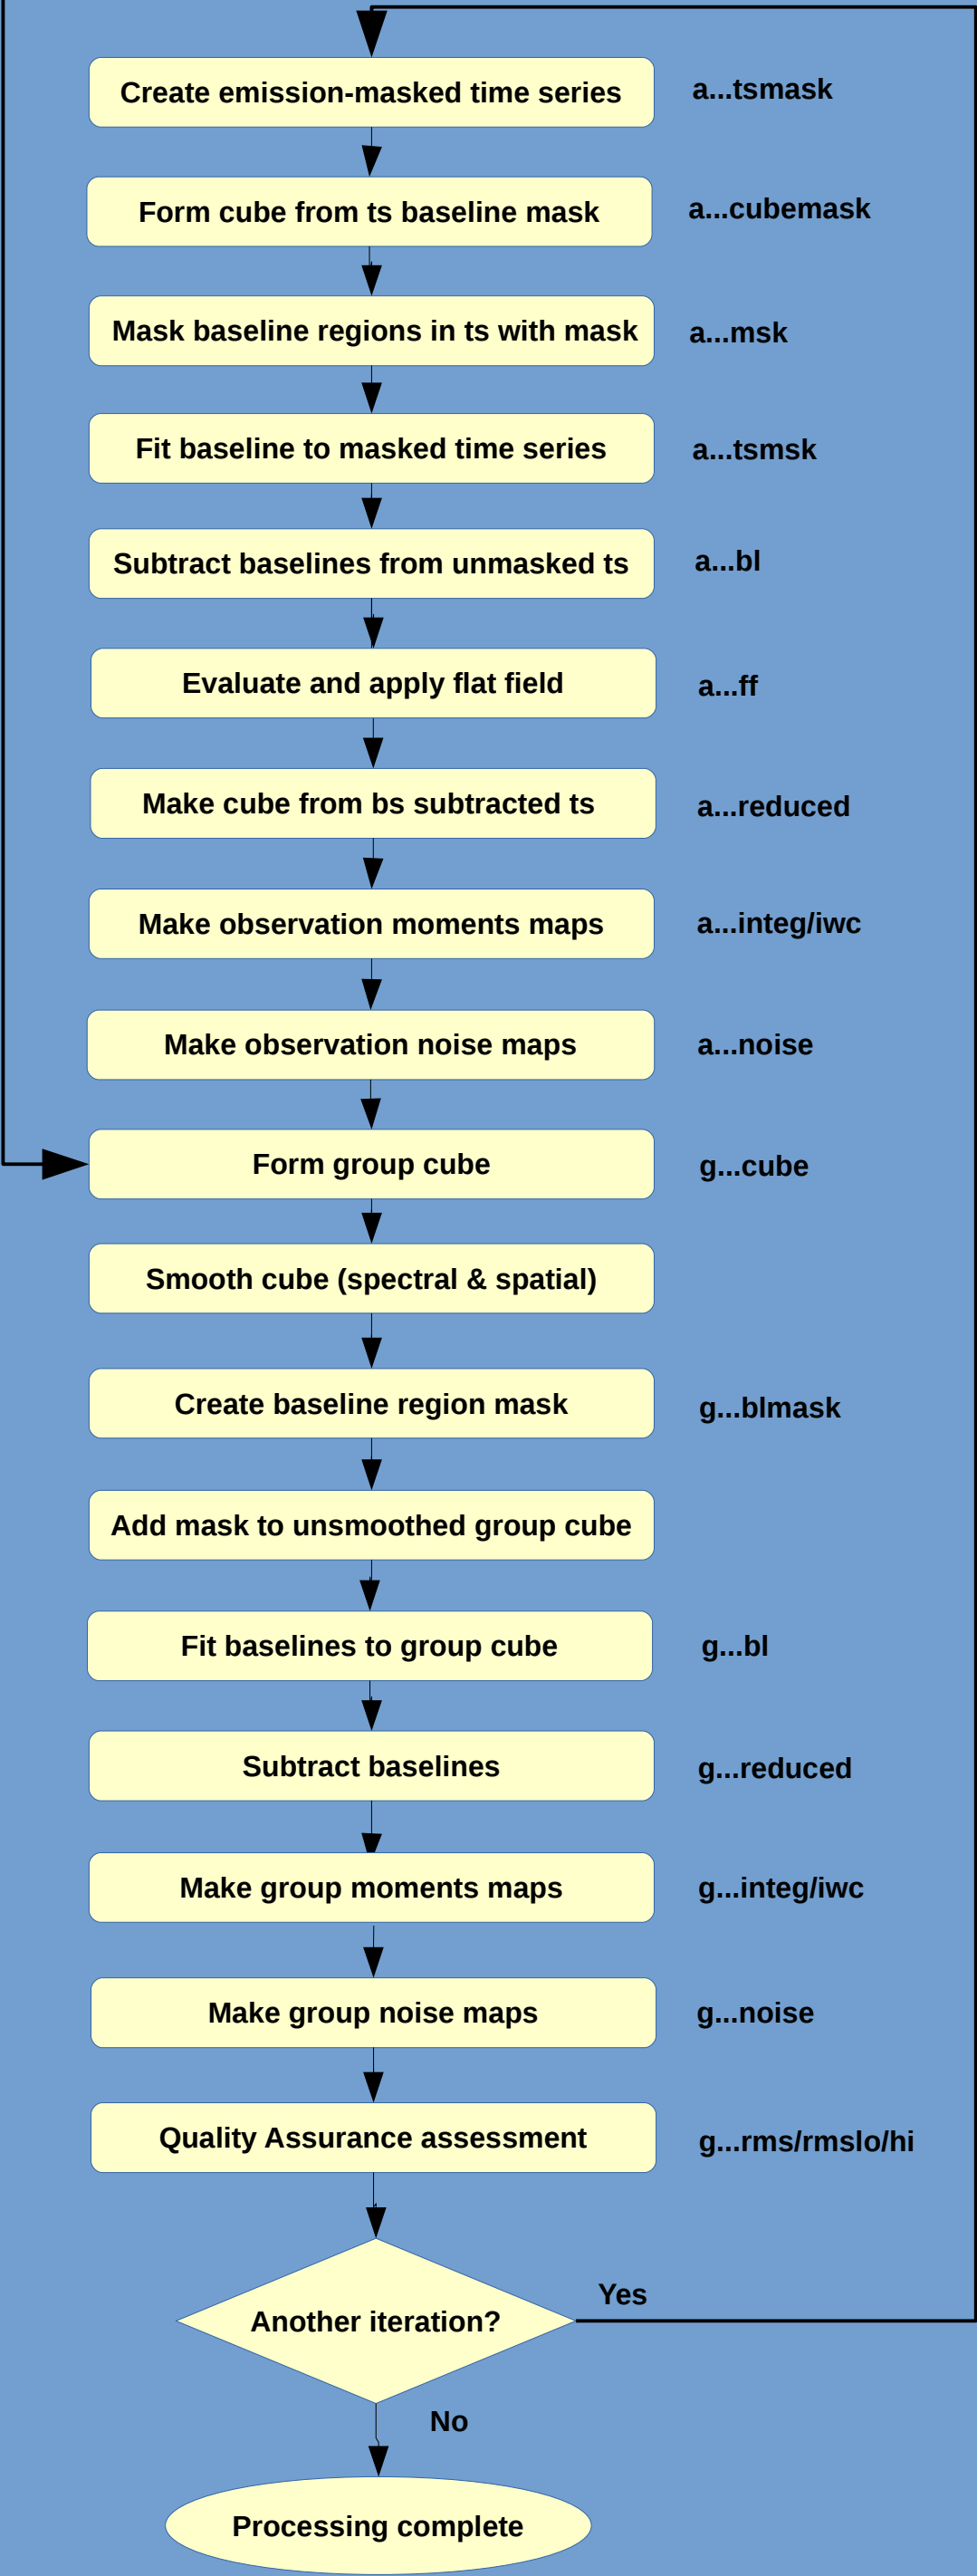 Create emission-masked time series
a...tsmask
Form cube from ts baseline mask
a...cubemask
Mask baseline regions in ts with mask
a...msk
Fit baseline to masked time series
a...tsmsk
Subtract baselines from unmasked ts
a...bl
Evaluate and apply flat field
a...ff
Make cube from bs subtracted ts
a...reduced
Make observation moments maps
a...integ/iwc
Make observation noise maps
a...noise
Form group cube
g...cube
Smooth cube (spectral & spatial)
Create baseline region mask
g...blmask
Add mask to unsmoothed group cube
Fit baselines to group cube
g...bl
Subtract baselines
g...reduced
Make group moments maps
g...integ/iwc
Make group noise maps
g...noise
Quality Assurance assessment
g...rms/rmslo/hi
Yes
Another iteration?
No
Processing complete